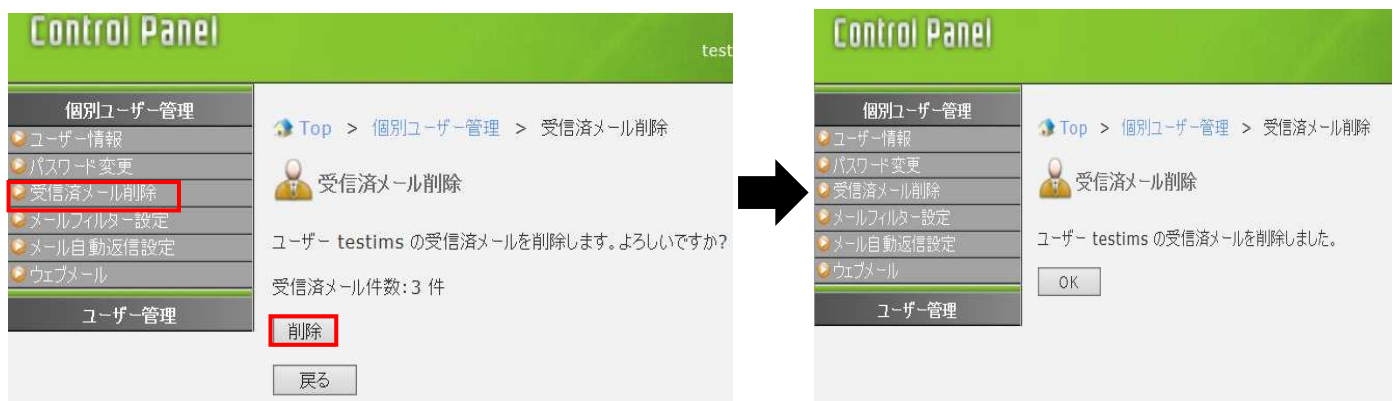 Control Panel
test
個別ユーザー管理
ユーザー情報
パスワード変更
受信済メール削除
メールフィルター設定
メール自動返信設定
ウェブメール
ユーザー管理
Top > 個別ユーザー管理 > 受信済メール削除
受信済メール削除
ユーザー testims の受信済メールを削除します。よろしいですか?
受信済メール件数:3 件
削除
戻る
Control Panel
個別ユーザー管理
ユーザー情報
パスワード変更
受信済メール削除
メールフィルター設定
メール自動返信設定
ウェブメール
ユーザー管理
Top > 個別ユーザー管理 > 受信済メール削除
受信済メール削除
ユーザー testims の受信済メールを削除しました。
OK